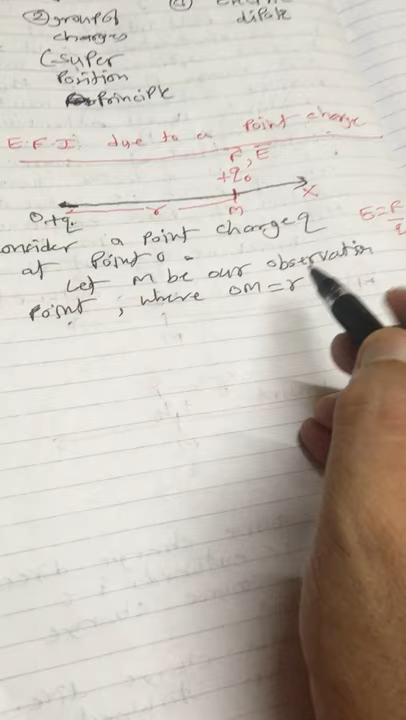 ② group of
charges
(super
position
Principle
dipole
E.F.I. due to a Point charge
F, E
+q₀
O,+q. r M X
E=F
q
onsider a Point charge q
at Point O.
Let M be our observation
Point, where OM=r